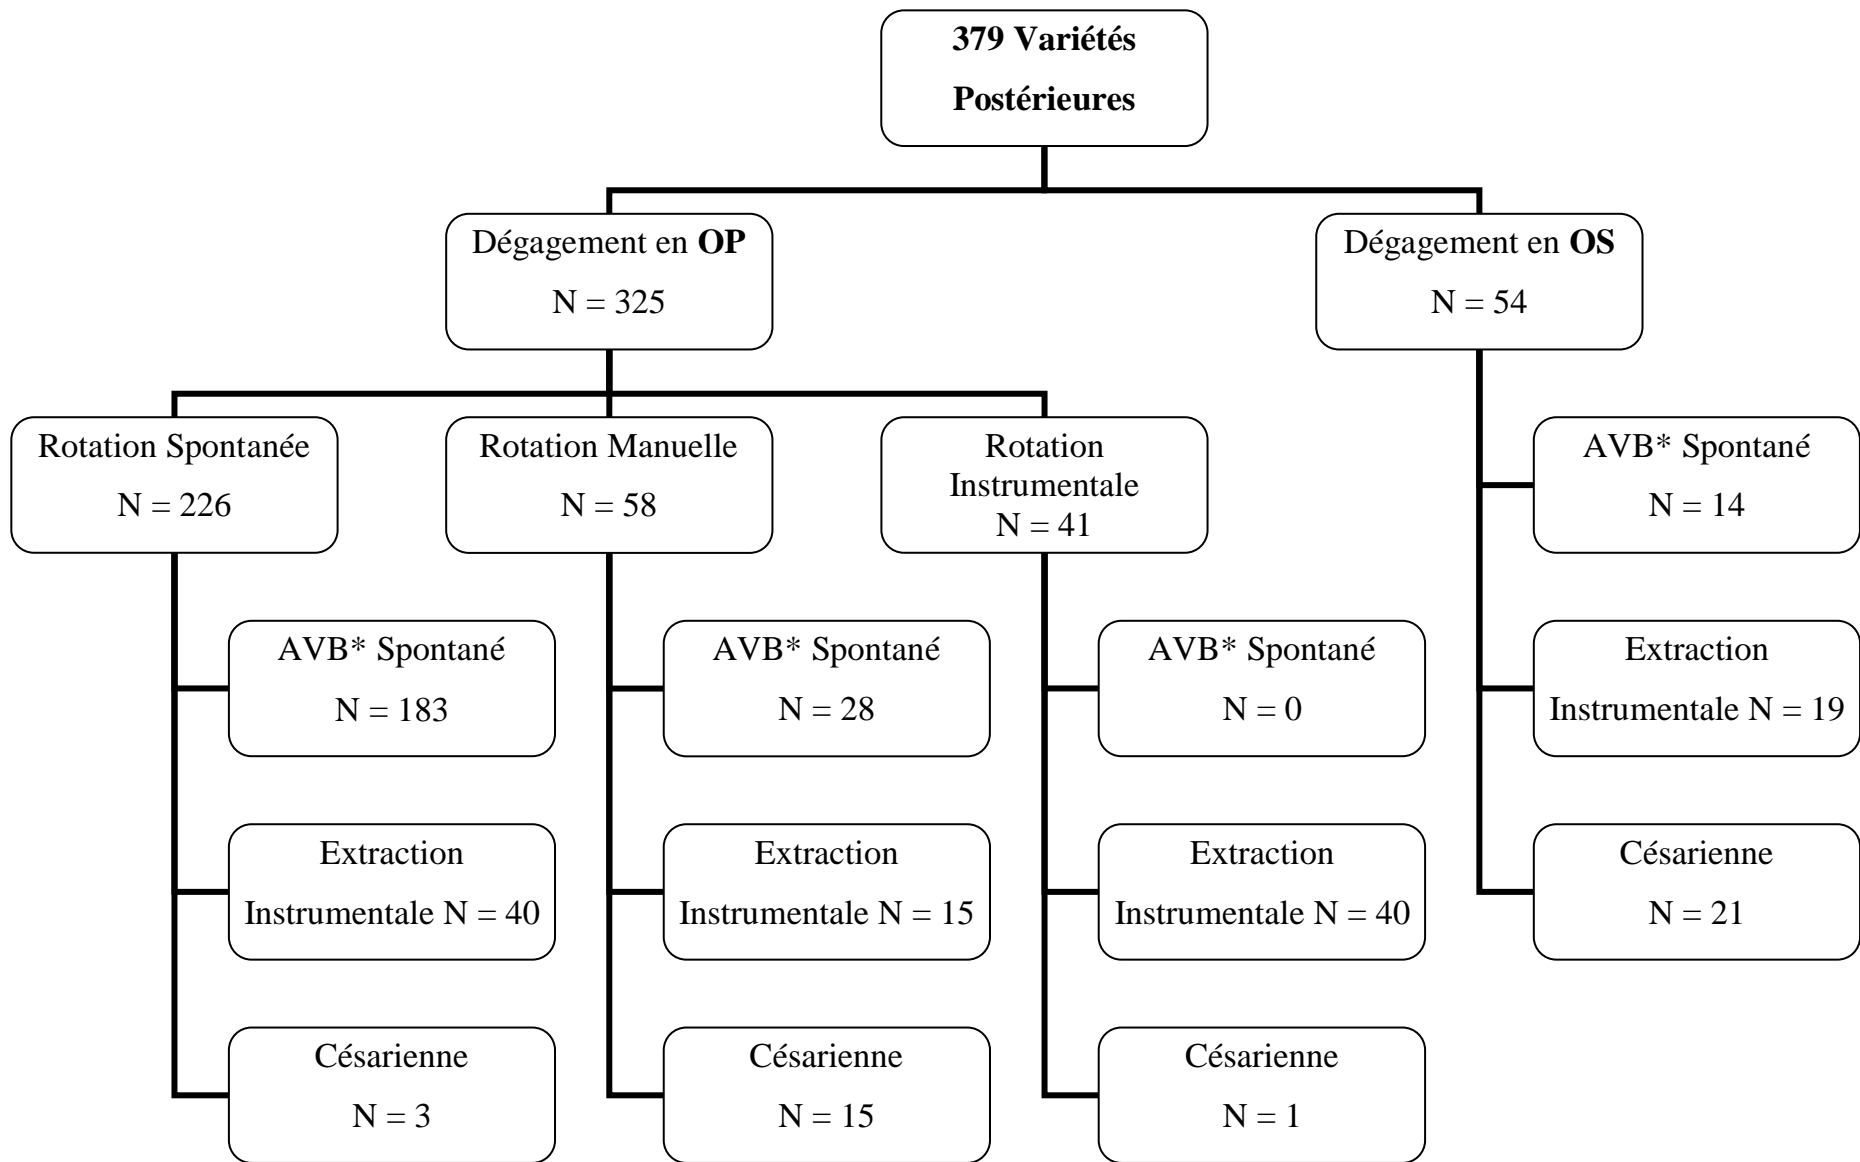 379 Variétés
Postérieures
Dégagement en OP
N = 325
Dégagement en OS
N = 54
Rotation Spontanée
N = 226
Rotation Manuelle
N = 58
Rotation
Instrumentale
N = 41
AVB* Spontané
N = 14
AVB* Spontané
N = 183
AVB* Spontané
N = 28
AVB* Spontané
N = 0
Extraction
Instrumentale N = 19
Extraction
Instrumentale N = 40
Extraction
Instrumentale N = 15
Extraction
Instrumentale N = 40
Césarienne
N = 21
Césarienne
N = 3
Césarienne
N = 15
Césarienne
N = 1